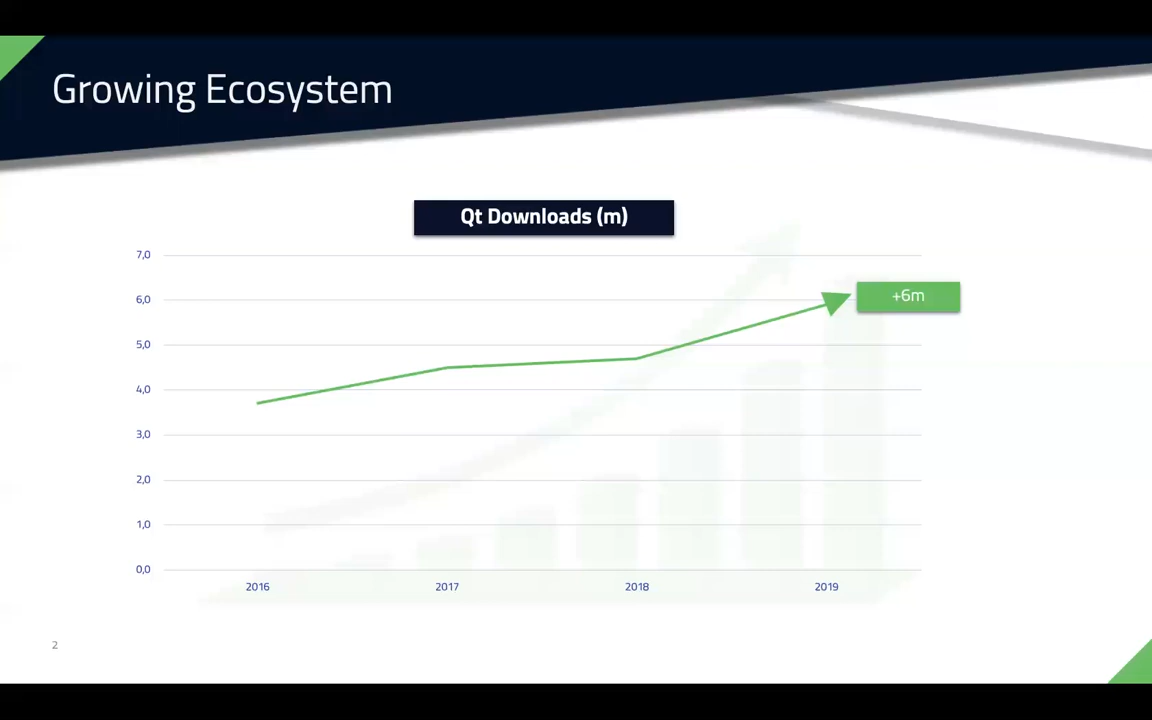 Growing Ecosystem
Qt Downloads (m)
7,0
6,0
+6m
5,0
4,0
3,0
2,0
1,0
0,0
2016 2017 2018 2019
2